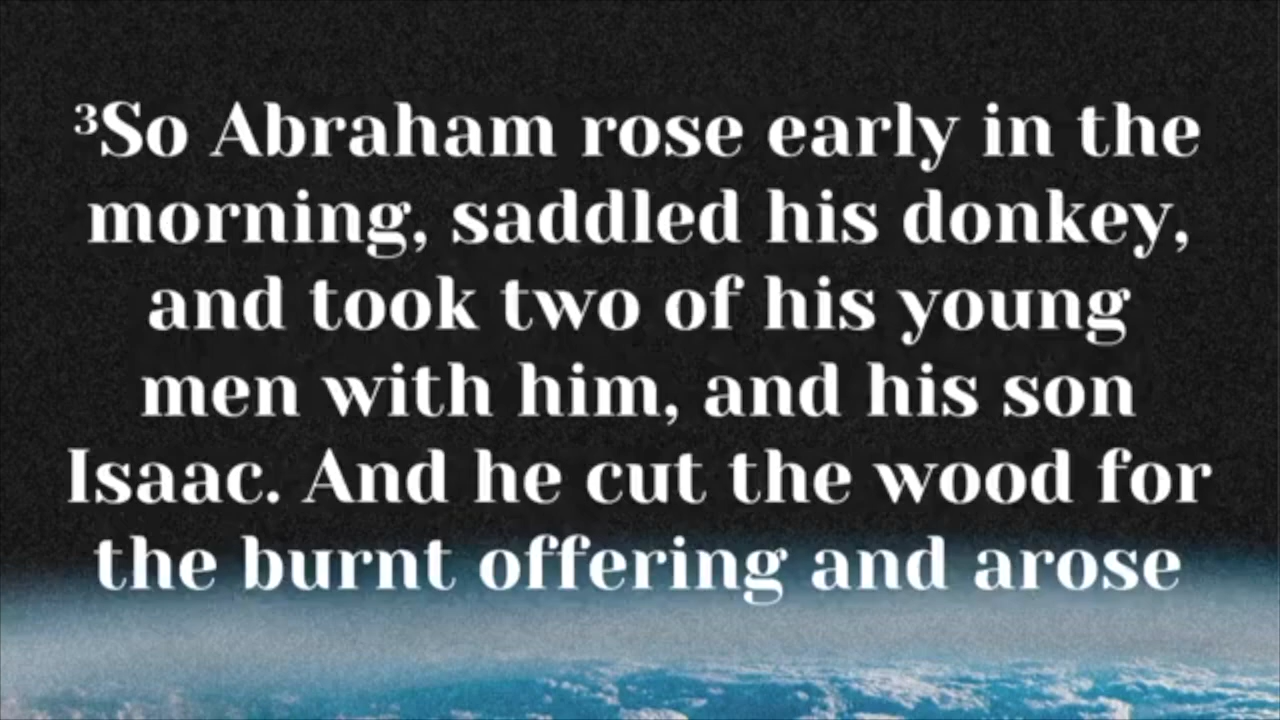 ³So Abraham rose early in the
morning, saddled his donkey,
and took two of his young
men with him, and his son
Isaac. And he cut the wood for
the burnt offering and arose